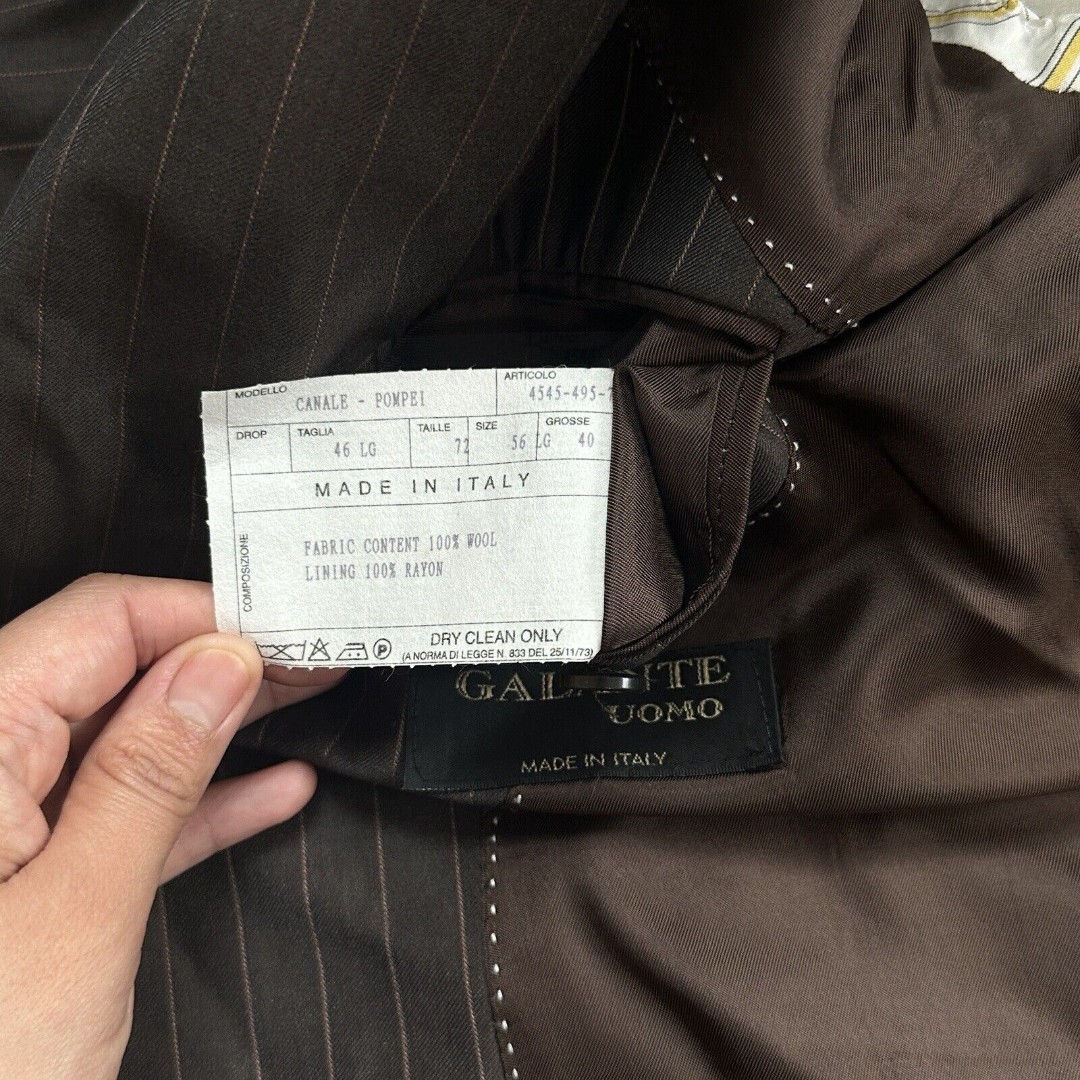 MODELLO CANALE - POMPEI ARTICOLO 4545-495-
DROP TAGLIA 46 LG TAILLE 72 SIZE 56 LG GROSSE 40
MADE IN ITALY
COMPOSIZIONE
FABRIC CONTENT 100% WOOL
LINING 100% RAYON
P DRY CLEAN ONLY
(A NORMA DI LEGGE N. 833 DEL 25/11/73)
UOMO
MADE IN ITALY